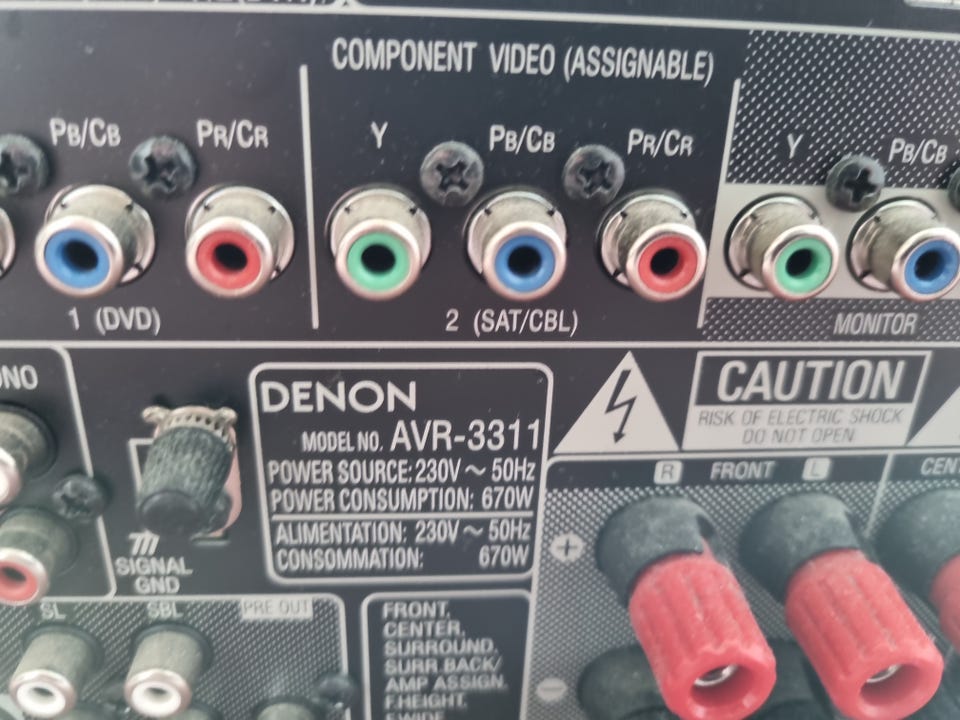 COMPONENT VIDEO (ASSIGNABLE)
PB/CB PR/CR Y PB/CB PR/CR Y PB/CB
1 (DVD) 2 (SAT/CBL) MONITOR
DENON
MODEL NO. AVR-3311
POWER SOURCE: 230V ~ 50Hz
POWER CONSUMPTION: 670W
ALIMENTATION: 230V ~ 50Hz
CONSOMMATION: 670W
CAUTION
RISK OF ELECTRIC SHOCK
DO NOT OPEN
R FRONT L
+
−
SIGNAL
GND
SL SBL PRE OUT
FRONT,
CENTER,
SURROUND,
SURR.BACK/
AMP ASSIGN,
F.HEIGHT,
F.WIDE